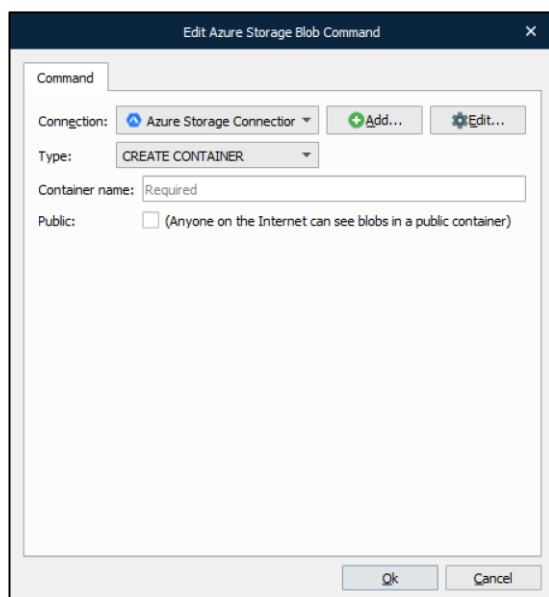 Edit Azure Storage Blob Command
Command
Connection: Azure Storage Connectior Add... Edit...
Type: CREATE CONTAINER
Container name: Required
Public: (Anyone on the Internet can see blobs in a public container)
Ok Cancel